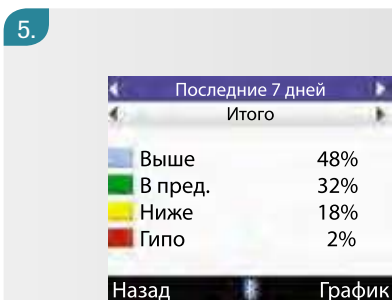 5.
Последние 7 дней
Итого
Выше 48%
В пред. 32%
Ниже 18%
Гипо 2%
Назад График